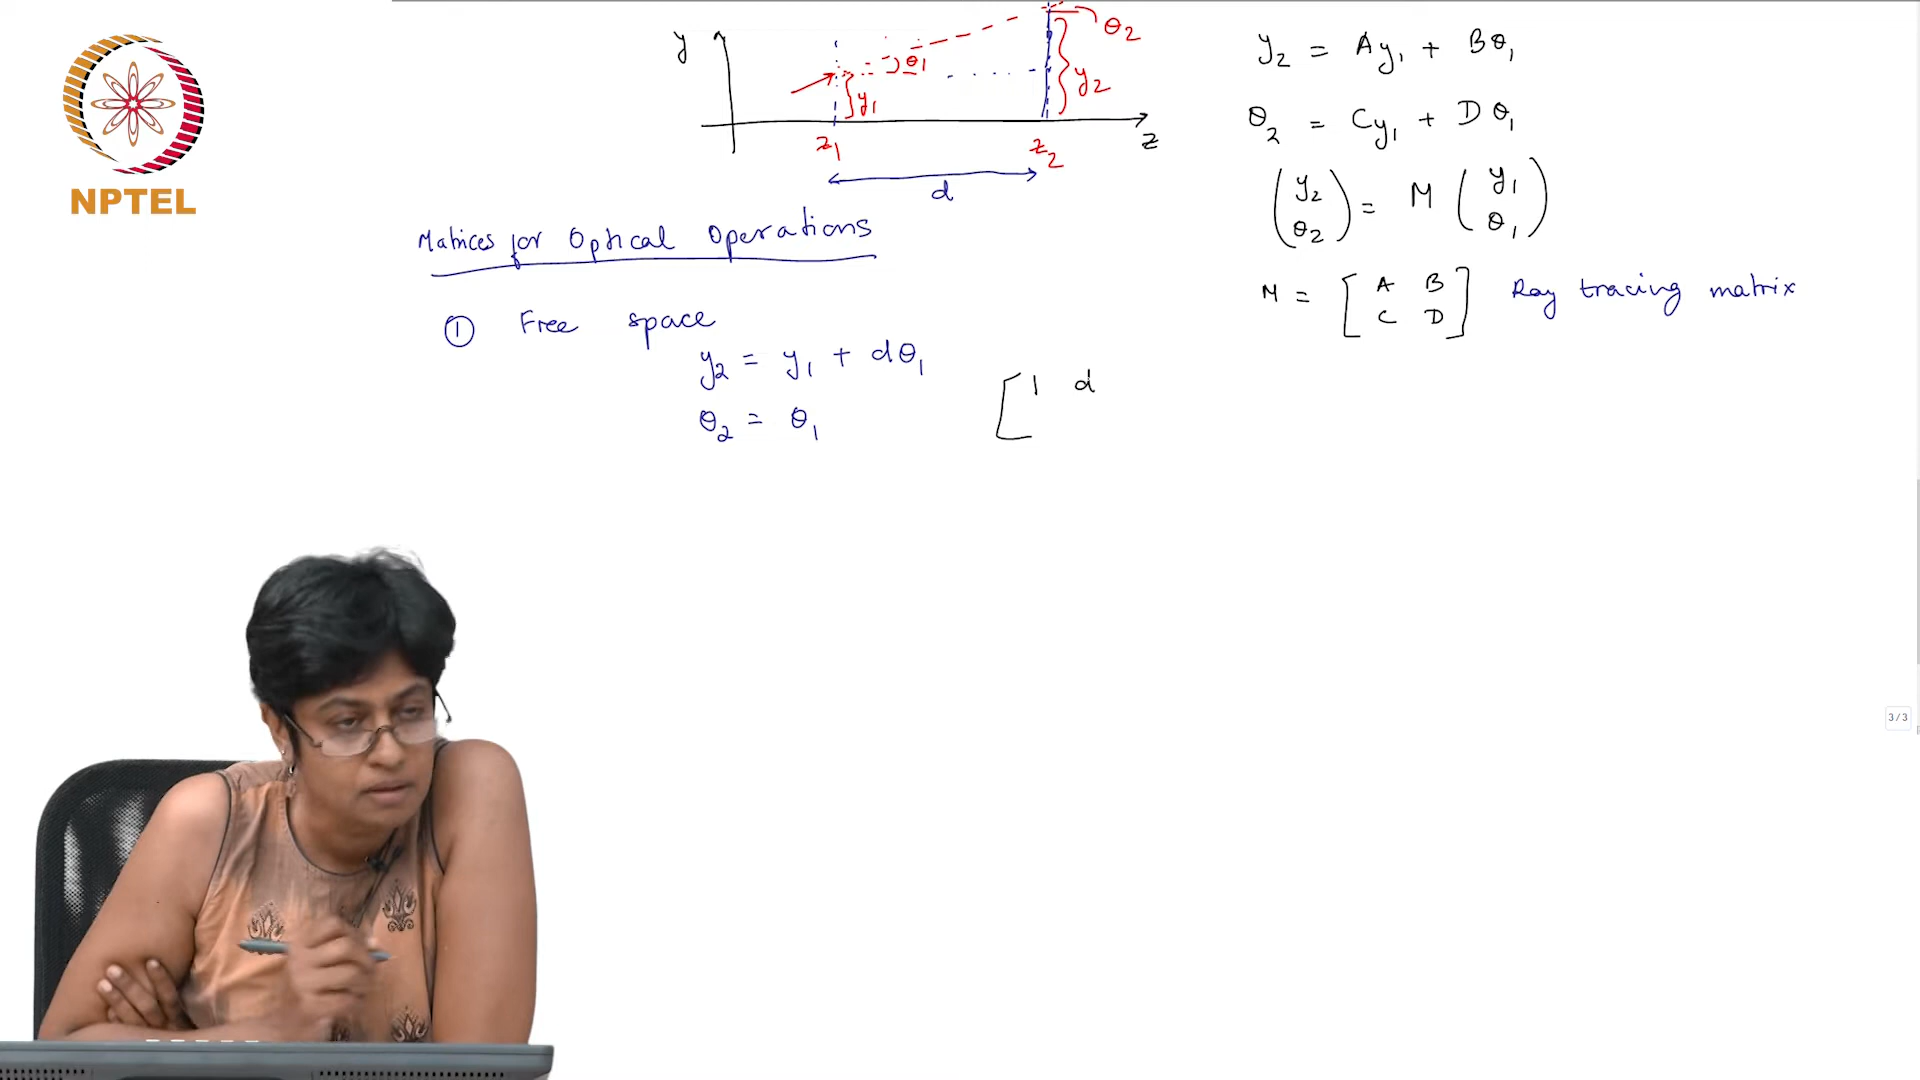 NPTEL
y
θ₁
y₁
θ₂
y₂
z₁
z₂
z
d
Matrices for Optical Operations
① Free space
y₂ = y₁ + dθ₁
θ₂ = θ₁
[ 1 d
y₂ = Ay₁ + Bθ₁
θ₂ = Cy₁ + Dθ₁
(y₂ θ₂) = M (y₁ θ₁)
M = [A B
C D] Ray tracing matrix
3/3